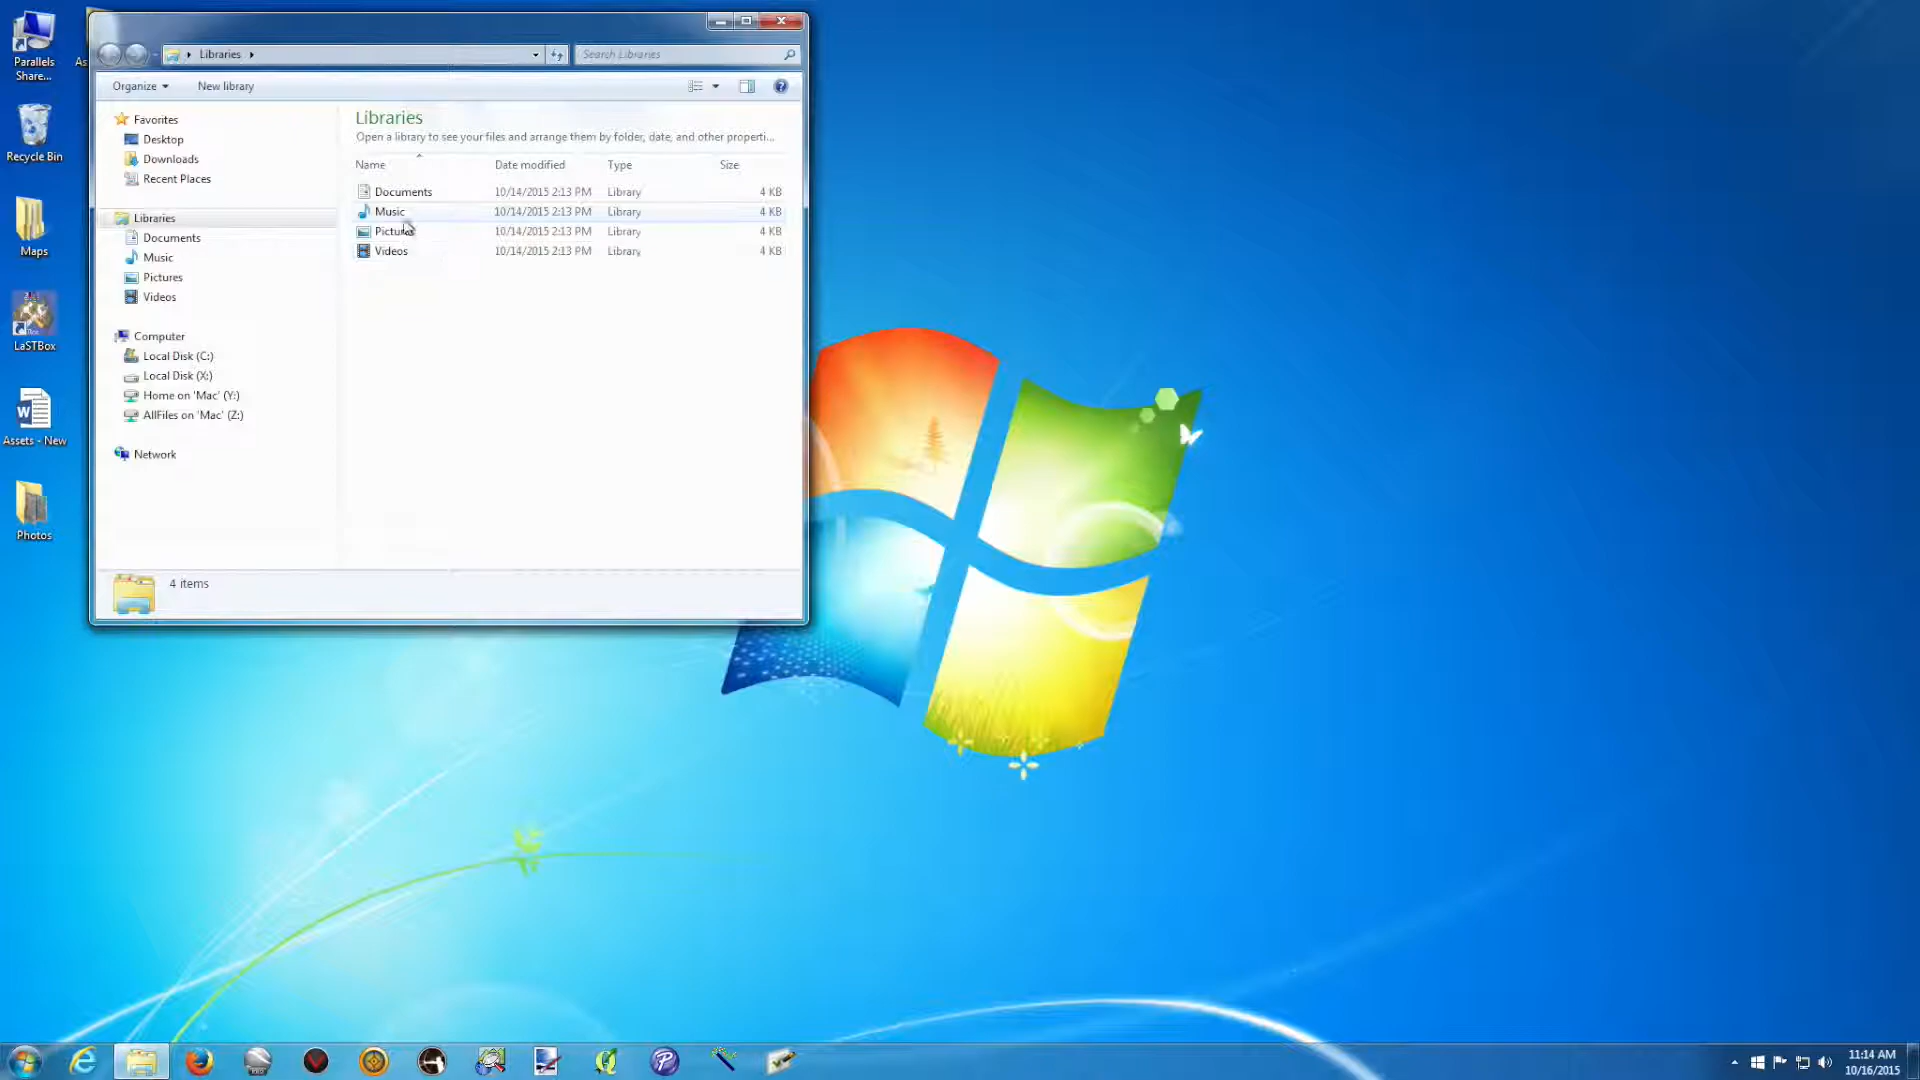 Parallels
Share...
As
Recycle Bin
Maps
LaSTBox
Assets - New
Photos
Libraries
Search Libraries
Organize
New library
Favorites
Desktop
Downloads
Recent Places
Libraries
Documents
Music
Pictures
Videos
Computer
Local Disk (C:)
Local Disk (X:)
Home on 'Mac' (Y:)
AllFiles on 'Mac' (Z:)
Network
Libraries
Open a library to see your files and arrange them by folder, date, and other properti...
Name Date modified Type Size
Documents 10/14/2015 2:13 PM Library 4 KB
Music 10/14/2015 2:13 PM Library 4 KB
Pictures 10/14/2015 2:13 PM Library 4 KB
Videos 10/14/2015 2:13 PM Library 4 KB
4 items
11:14 AM
10/16/2015